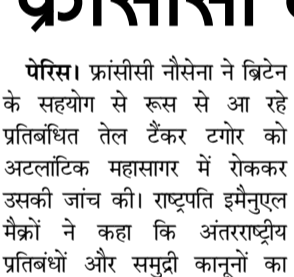 पेरिस। फ्रांसीसी नौसेना ने ब्रिटेन
के सहयोग से रूस से आ रहे
प्रतिबंधित तेल टैंकर टगोर को
अटलांटिक महासागर में रोककर
उसकी जांच की। राष्ट्रपति इमैनुएल
मैक्रों ने कहा कि अंतरराष्ट्रीय
प्रतिबंधों और समुद्री कानूनों का